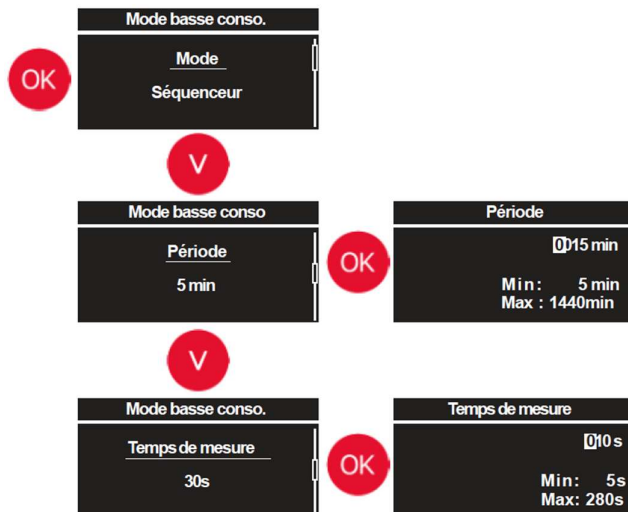 Mode basse conso.
OK
Mode
Séquenceur
V
Mode basse conso
Période
5 min
OK
Période
0015 min
Min: 5 min
Max : 1440min
V
Mode basse conso.
Temps de mesure
30s
OK
Temps de mesure
010 s
Min: 5s
Max: 280s